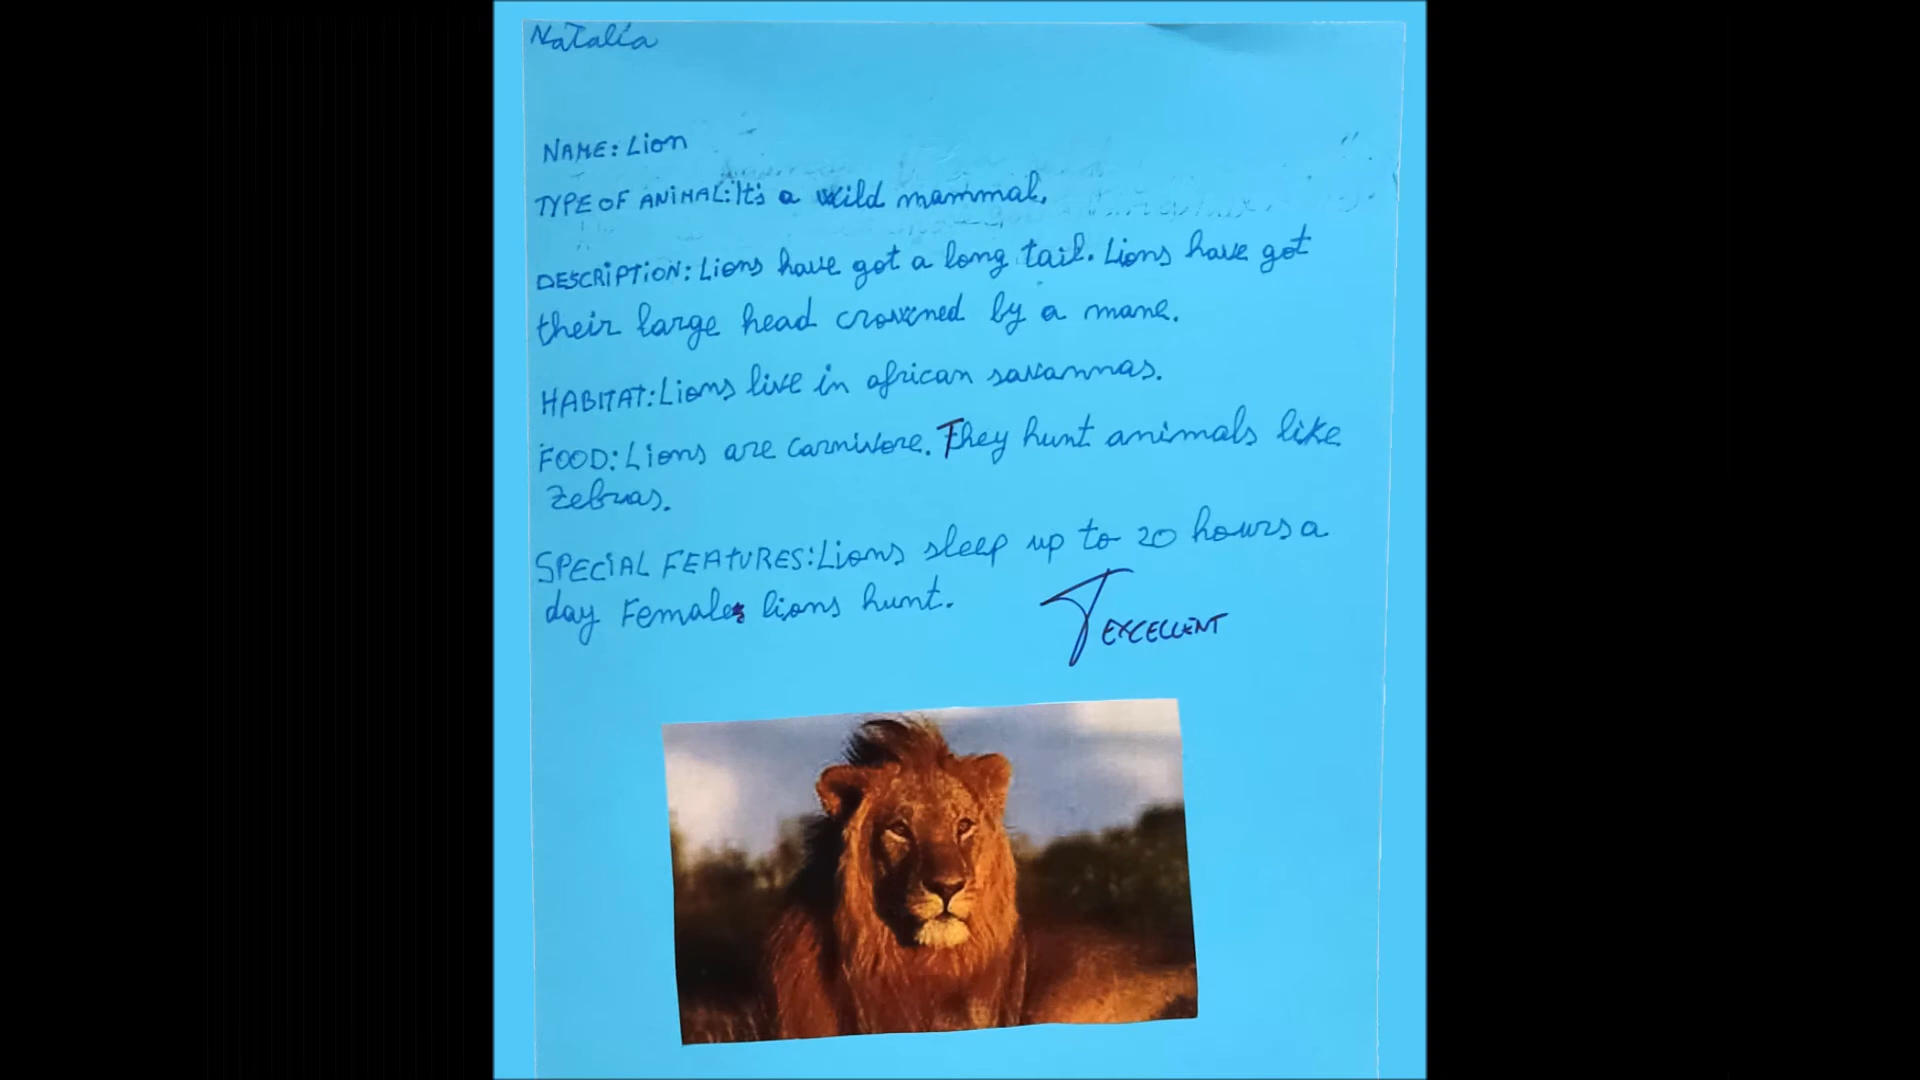 Natalia
NAME: Lion
TYPE OF ANIMAL: It's a wild mammal.
DESCRIPTION: Lions have got a long tail. Lions have got
their large head crowned by a mane.
HABITAT: Lions live in african savannas.
FOOD: Lions are carnivore. They hunt animals like
zebras.
SPECIAL FEATURES: Lions sleep up to 20 hours a
day Female lions hunt.
EXCELLENT